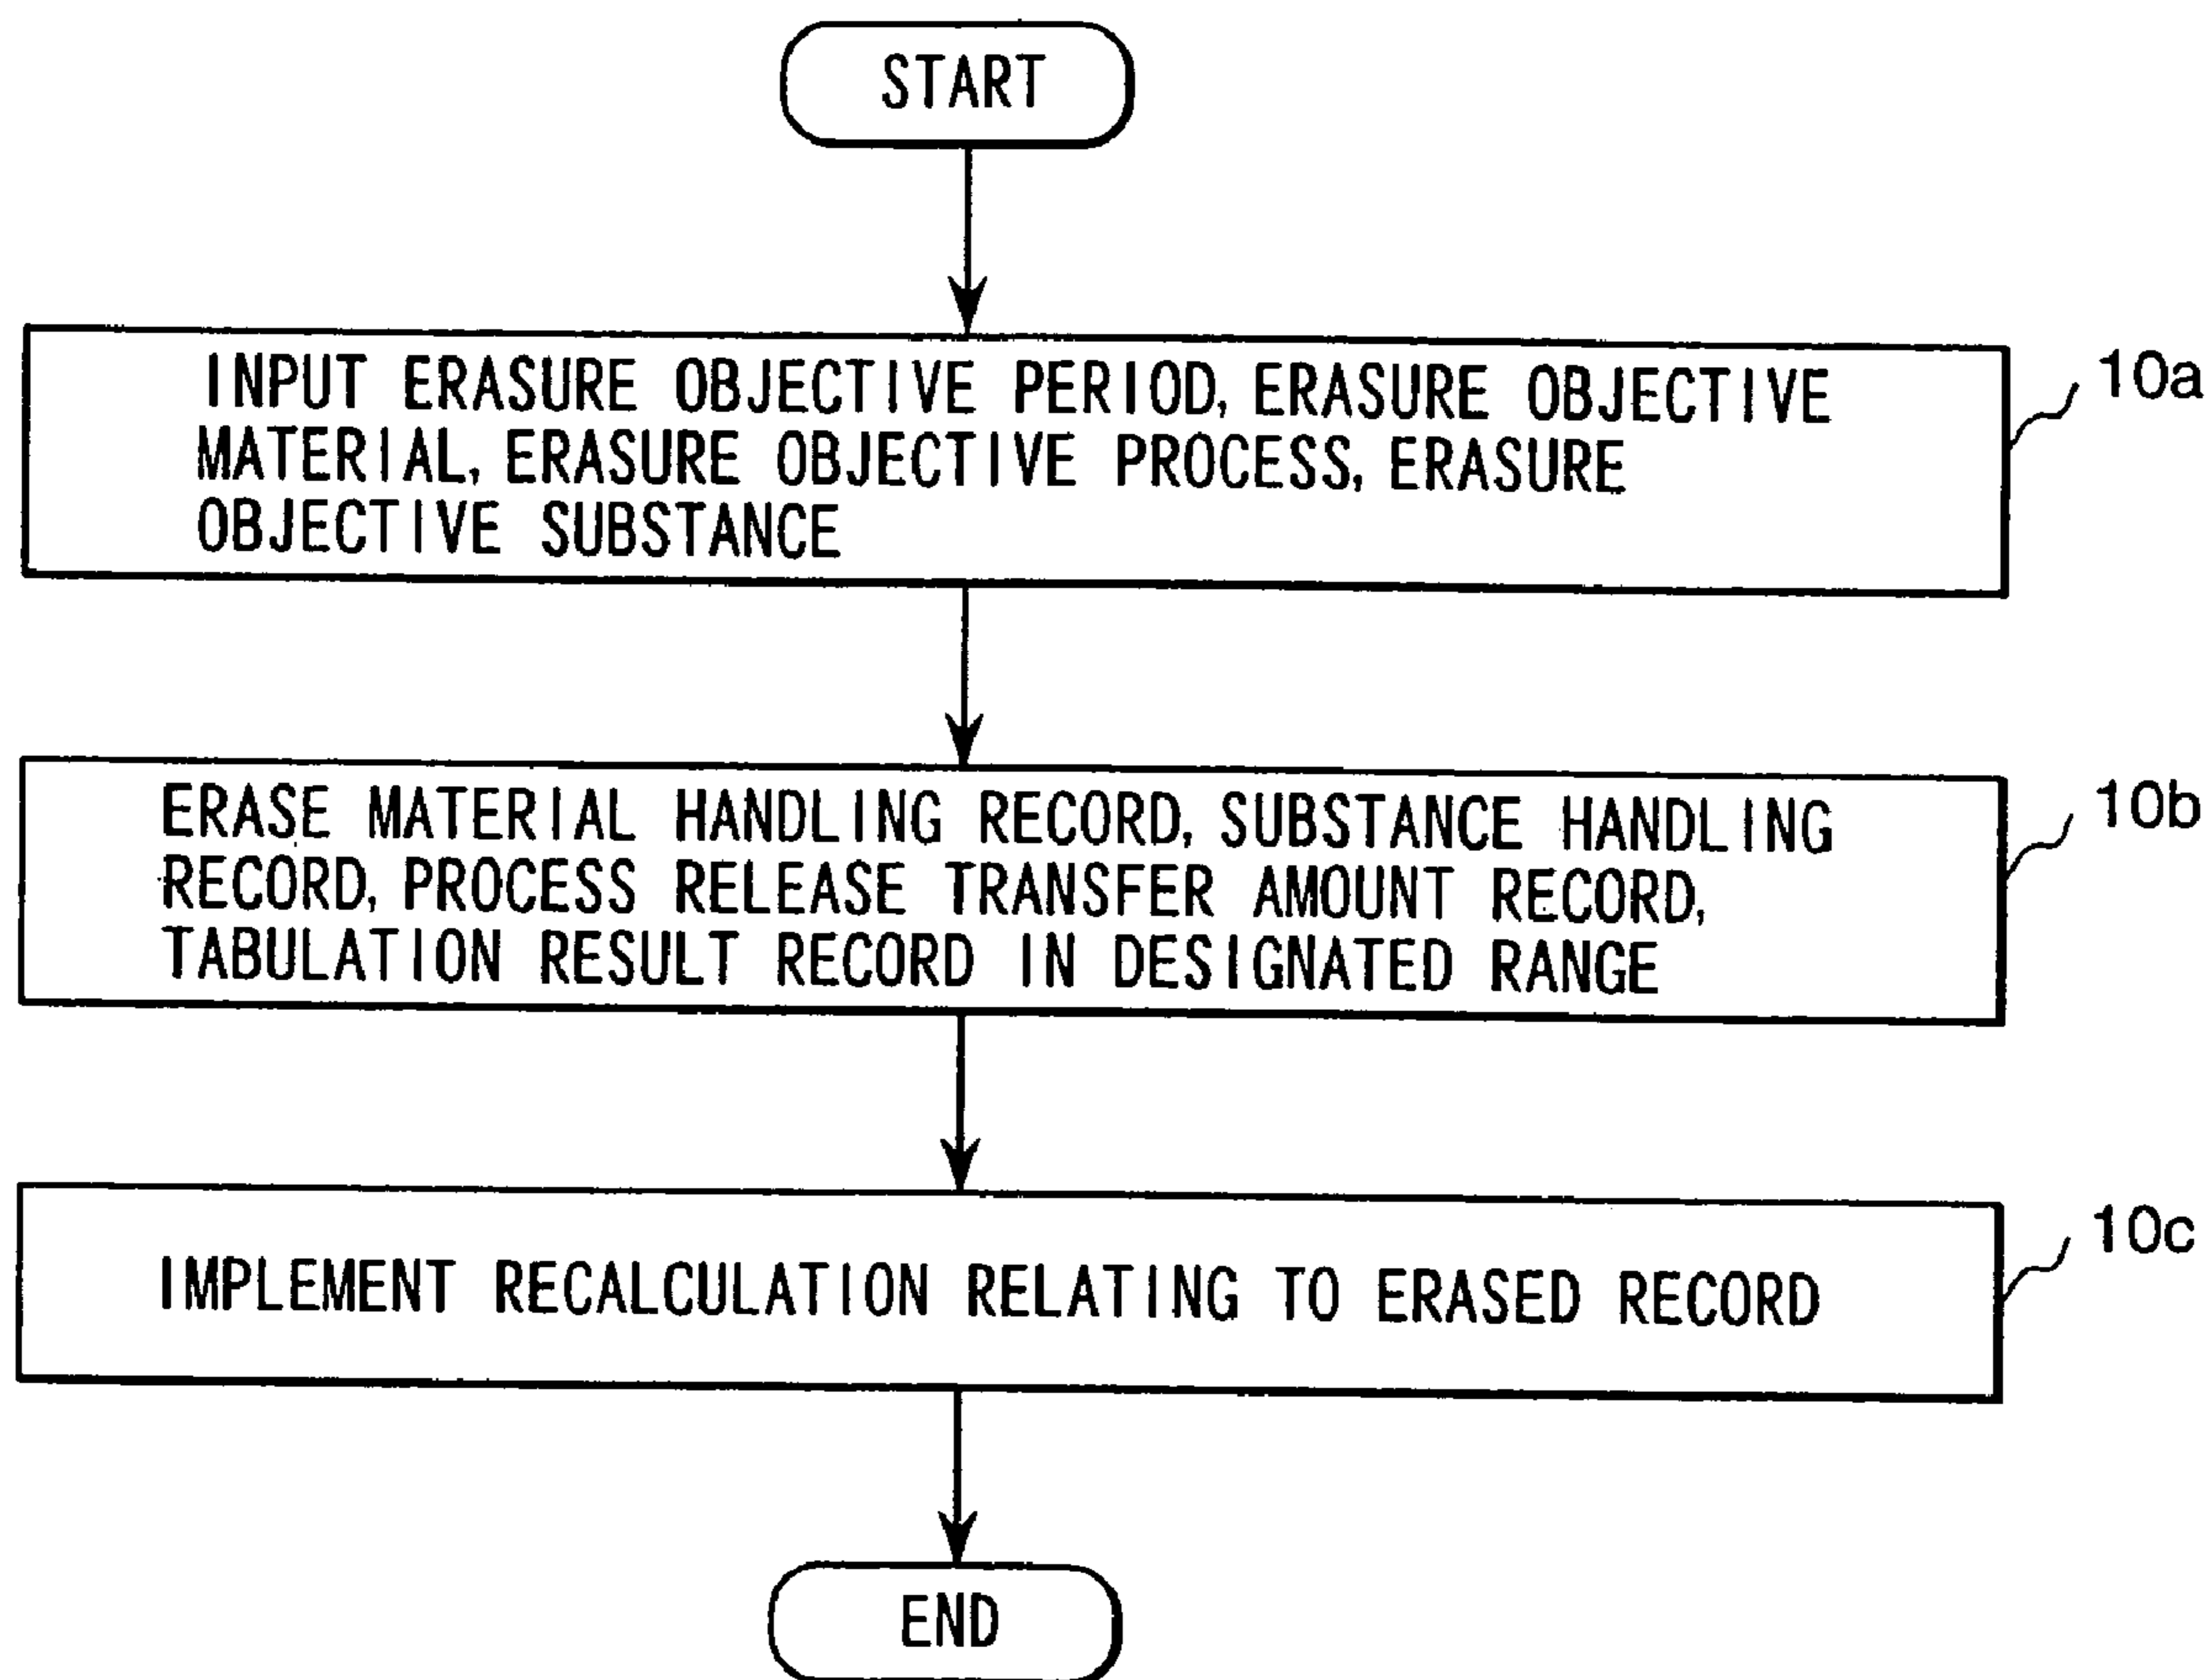 START
INPUT ERASURE OBJECTIVE PERIOD, ERASURE OBJECTIVE
MATERIAL, ERASURE OBJECTIVE PROCESS, ERASURE
OBJECTIVE SUBSTANCE
10a
ERASE MATERIAL HANDLING RECORD, SUBSTANCE HANDLING
RECORD, PROCESS RELEASE TRANSFER AMOUNT RECORD,
TABULATION RESULT RECORD IN DESIGNATED RANGE
10b
IMPLEMENT RECALCULATION RELATING TO ERASED RECORD
10c
END